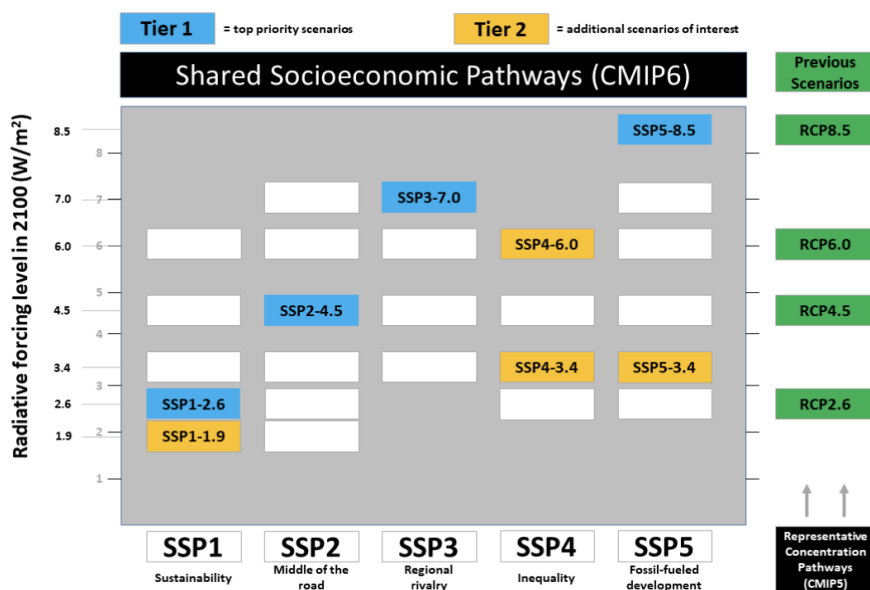 Tier 1 = top priority scenarios
Tier 2 = additional scenarios of interest
Shared Socioeconomic Pathways (CMIP6)
Previous
Scenarios
Radiative forcing level in 2100 (W/m²)
8.5
8
7.0
7
6.0
6
5
4.5
4
3.4
3
2.6
2
1.9
1
SSP5-8.5
SSP3-7.0
SSP4-6.0
SSP2-4.5
SSP4-3.4
SSP5-3.4
SSP1-2.6
SSP1-1.9
RCP8.5
RCP6.0
RCP4.5
RCP2.6
SSP1
Sustainability
SSP2
Middle of the
road
SSP3
Regional
rivalry
SSP4
Inequality
SSP5
Fossil-fueled
development
Representative
Concentration
Pathways
(CMIP5)